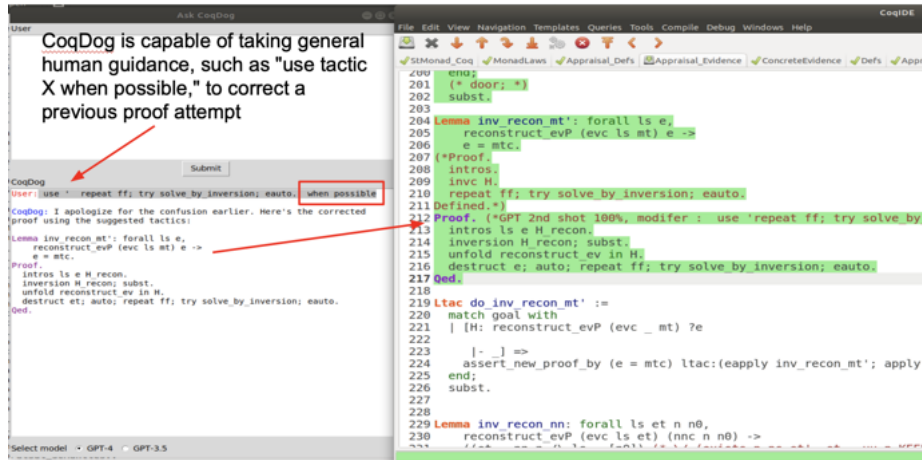 Ask CoqDog
User
CoqDog is capable of taking general
human guidance, such as "use tactic
X when possible," to correct a
previous proof attempt
Submit
CoqDog
User: use ' repeat ff; try solve_by_inversion; eauto. when possible
CoqDog: I apologize for the confusion earlier. Here's the corrected
proof using the suggested tactics:
Lemma inv_recon_mt': forall ls e,
reconstruct_evP (evc ls mt) e ->
e = mtc.
Proof.
intros ls e H_recon.
inversion H_recon; subst.
unfold reconstruct_ev in H.
destruct et; auto; repeat ff; try solve_by_inversion; eauto.
Qed.
Select model GPT-4 GPT-3.5
CoqIDE
File Edit View Navigation Templates Queries Tools Compile Debug Windows Help
StMonad_Coq MonadLaws Appraisal_Defs Appraisal_Evidence ConcreteEvidence Defs Appr
200 end;
201 (* door; *)
202 subst.
203
204 Lemma inv_recon_mt': forall ls e,
205 reconstruct_evP (evc ls mt) e ->
206 e = mtc.
207 (*Proof.
208 intros.
209 invc H.
210 repeat ff; try solve_by_inversion; eauto.
211 Defined.*)
212 Proof. (*GPT 2nd shot 100%, modifer : use 'repeat ff; try solve_by_
213 intros ls e H_recon.
214 inversion H_recon; subst.
215 unfold reconstruct_ev in H.
216 destruct e; auto; repeat ff; try solve_by_inversion; eauto.
217 Qed.
218
219 Ltac do_inv_recon_mt' :=
220 match goal with
221 | [H: reconstruct_evP (evc _ mt) ?e
222
223 |- _] =>
224 assert_new_proof_by (e = mtc) ltac:(eapply inv_recon_mt'; apply
225 end;
226 subst.
227
228
229 Lemma inv_recon_nn: forall ls et n n0,
230 reconstruct_evP (evc ls et) (nnc n n0) ->